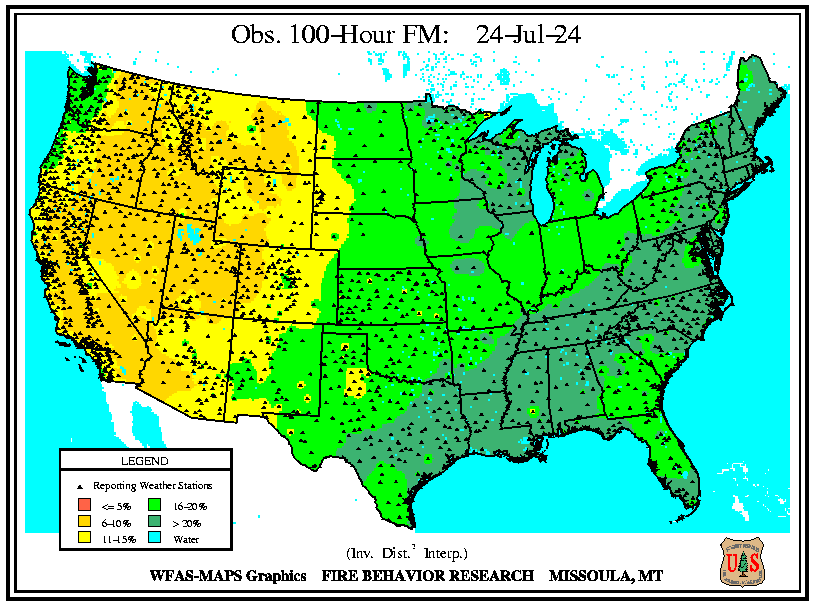 Obs. 100-Hour FM: 24-Jul-24
LEGEND
Reporting Weather Stations
<= 5%
16-20%
6-10%
> 20%
11-15%
Water
(Inv. Dist.² Interp.)
WFAS-MAPS Graphics FIRE BEHAVIOR RESEARCH MISSOULA, MT
U S